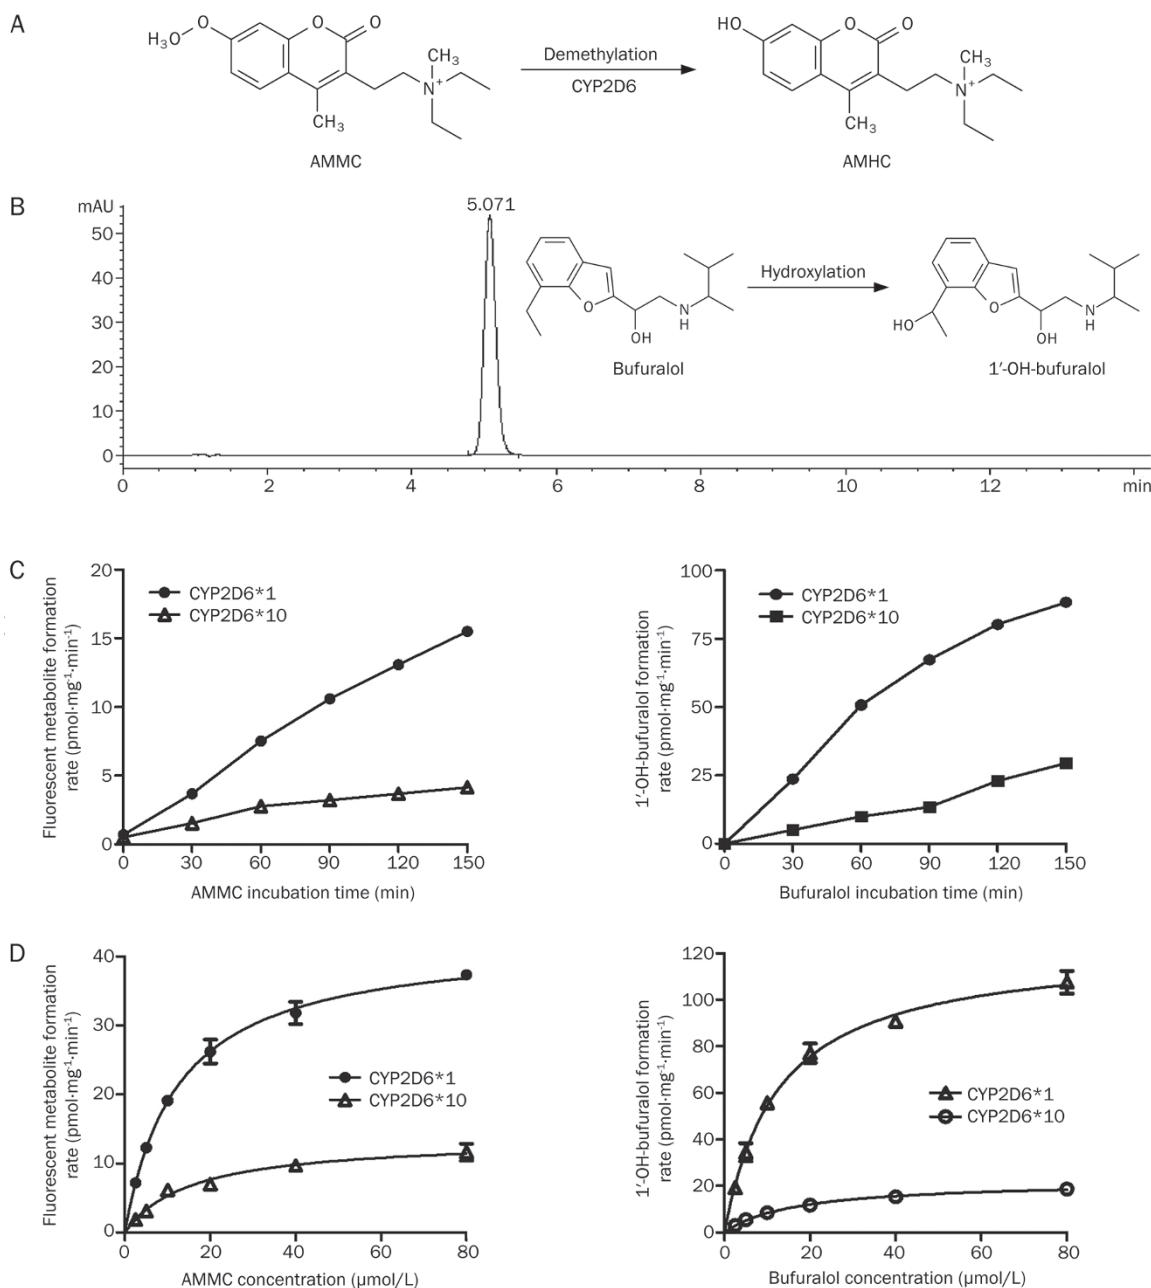 A
H₃O
O
O
O
CH₃
N⁺
CH₃
AMMC
Demethylation
CYP2D6
HO
O
O
CH₃
N⁺
CH₃
AMHC
B
mAU
50
40
30
20
10
0
5.071
0
2
4
6
8
10
12
min
O
OH
N
H
Bufuralol
Hydroxylation
HO
O
OH
N
H
1′-OH-bufuralol
C
Fluorescent metabolite formation
rate (pmol·mg⁻¹·min⁻¹)
20
15
10
5
0
CYP2D6*1
CYP2D6*10
0 30 60 90 120 150
AMMC incubation time (min)
1′-OH-bufuralol formation
rate (pmol·mg⁻¹·min⁻¹)
100
75
50
25
0
CYP2D6*1
CYP2D6*10
0 30 60 90 120 150
Bufuralol incubation time (min)
D
Fluorescent metabolite formation
rate (pmol·mg⁻¹·min⁻¹)
40
30
20
10
0
CYP2D6*1
CYP2D6*10
0 20 40 60 80
AMMC concentration (µmol/L)
1′-OH-bufuralol formation
rate (pmol·mg⁻¹·min⁻¹)
120
100
80
60
40
20
0
CYP2D6*1
CYP2D6*10
0 20 40 60 80
Bufuralol concentration (µmol/L)